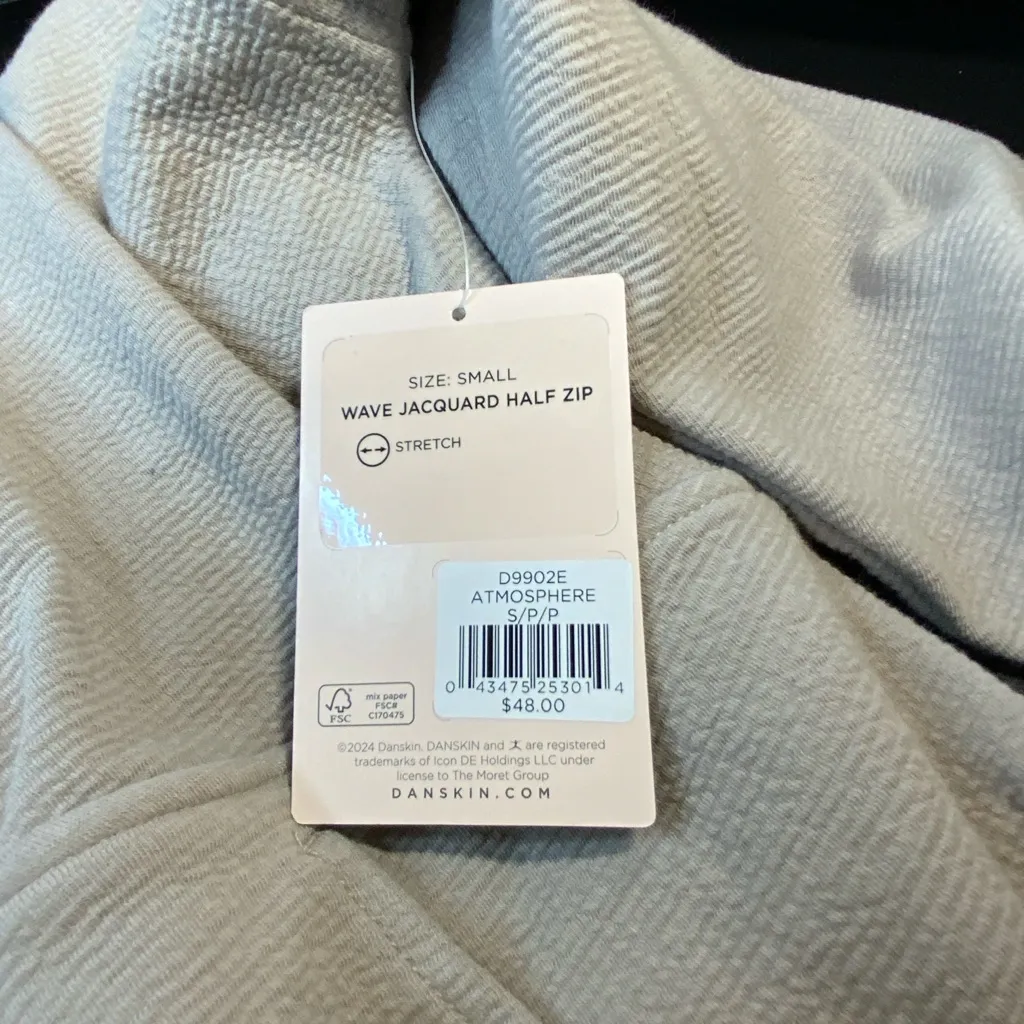 SIZE: SMALL
WAVE JACQUARD HALF ZIP
STRETCH
D9902E
ATMOSPHERE
S/P/P
0 43475 25301 4
$48.00
FSC
mix paper
FSC#
C170475
©2024 Danskin. DANSKIN and are registered
trademarks of Icon DE Holdings LLC under
license to The Moret Group
DANSKIN.COM